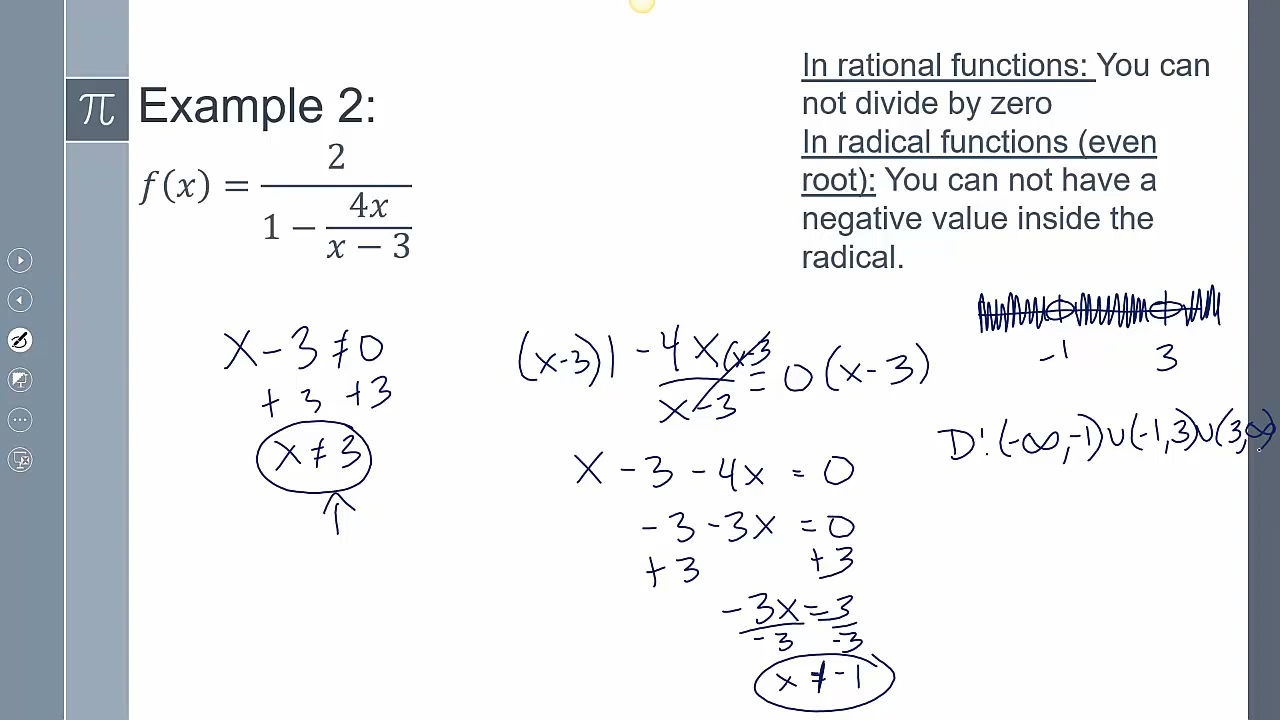 In rational functions: You can
not divide by zero
In radical functions (even
root): You can not have a
negative value inside the
radical.
π Example 2:
f(x) = 2 / (1 − 4x/(x − 3))
x - 3 ≠ 0
+ 3 +3
x ≠ 3
↑
(x-3)1 - 4x(x-3)/(x-3) = 0(x-3)
x - 3 - 4x = 0
-3 - 3x = 0
+3 +3
-3x = 3
-3 -3
x ≠ -1
-1 3
D: (-∞,-1)∪(-1,3)∪(3,∞)